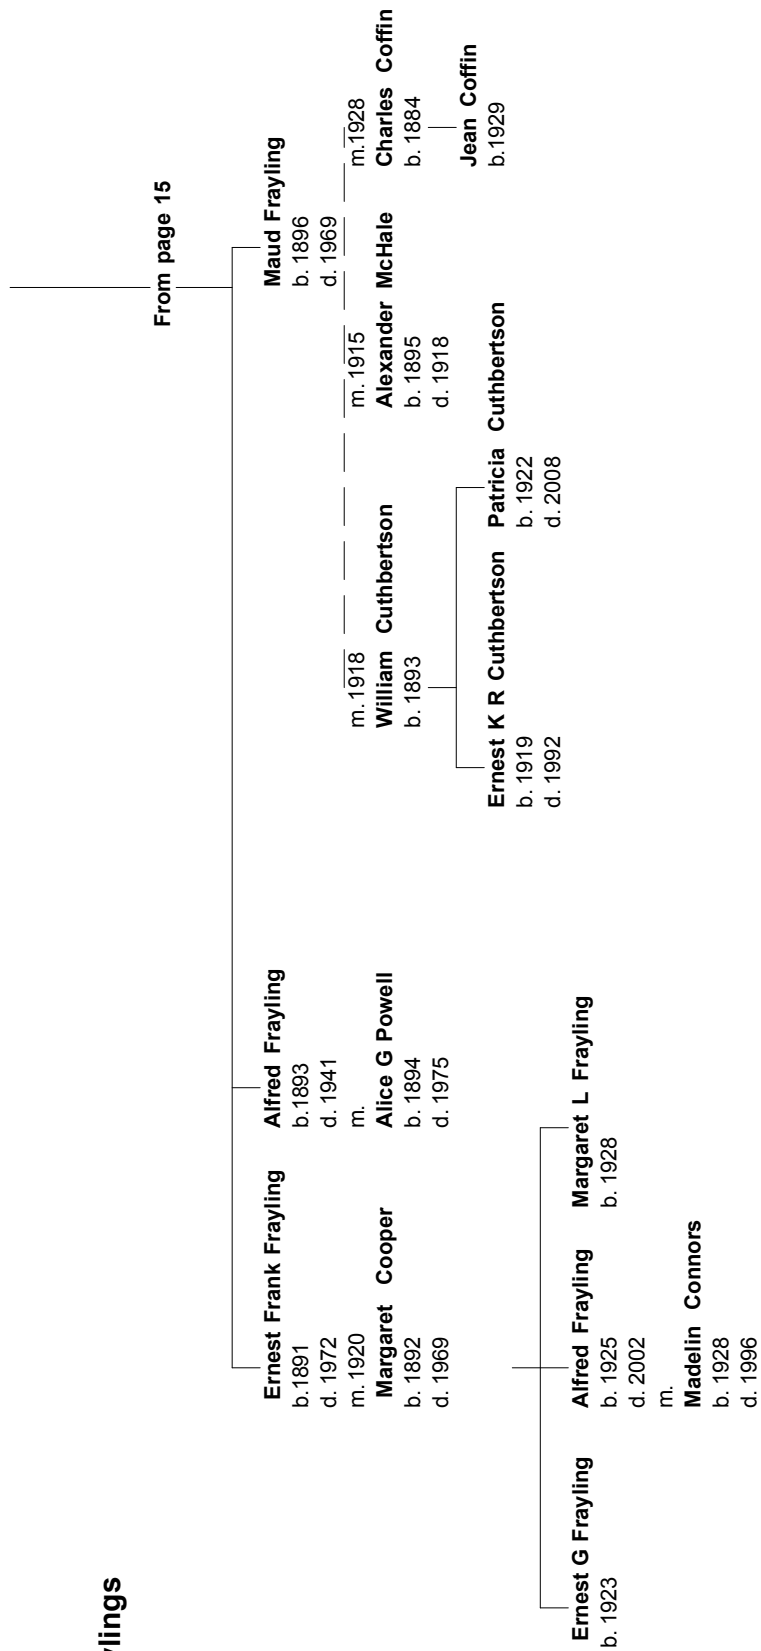 ylings
From page 15
Ernest Frank Frayling
b.1891
d. 1972
m. 1920
Margaret Cooper
b. 1892
d. 1969
Alfred Frayling
b.1893
d. 1941
m.
Alice G Powell
b. 1894
d. 1975
Maud Frayling
b. 1896
d. 1969
m. 1918
William Cuthbertson
b. 1893
m. 1915
Alexander McHale
b. 1895
d. 1918
m.1928
Charles Coffin
b. 1884
Ernest K R Cuthbertson
b. 1919
d. 1992
Patricia Cuthbertson
b. 1922
d. 2008
Jean Coffin
b.1929
Ernest G Frayling
b. 1923
Alfred Frayling
b. 1925
d. 2002
m.
Madelin Connors
b. 1928
d. 1996
Margaret L Frayling
b. 1928